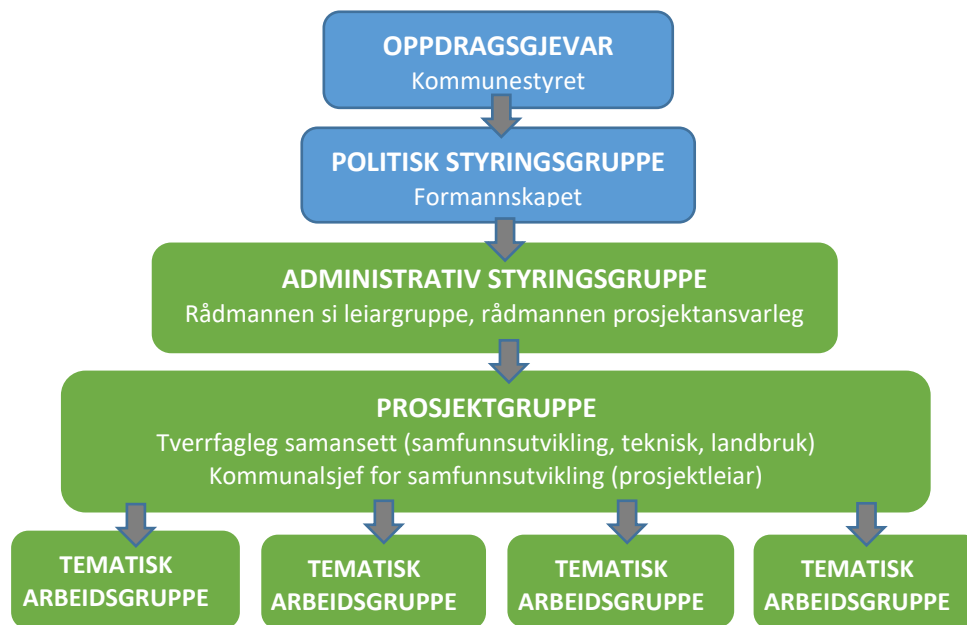 OPPDRAGSGJEVAR
Kommunestyret
POLITISK STYRINGSGRUPPE
Formannskapet
ADMINISTRATIV STYRINGSGRUPPE
Rådmannen si leiargruppe, rådmannen prosjektansvarleg
PROSJEKTGRUPPE
Tverrfagleg samansett (samfunnsutvikling, teknisk, landbruk)
Kommunalsjef for samfunnsutvikling (prosjektleiar)
TEMATISK
ARBEIDSGRUPPE
TEMATISK
ARBEIDSGRUPPE
TEMATISK
ARBEIDSGRUPPE
TEMATISK
ARBEIDSGRUPPE